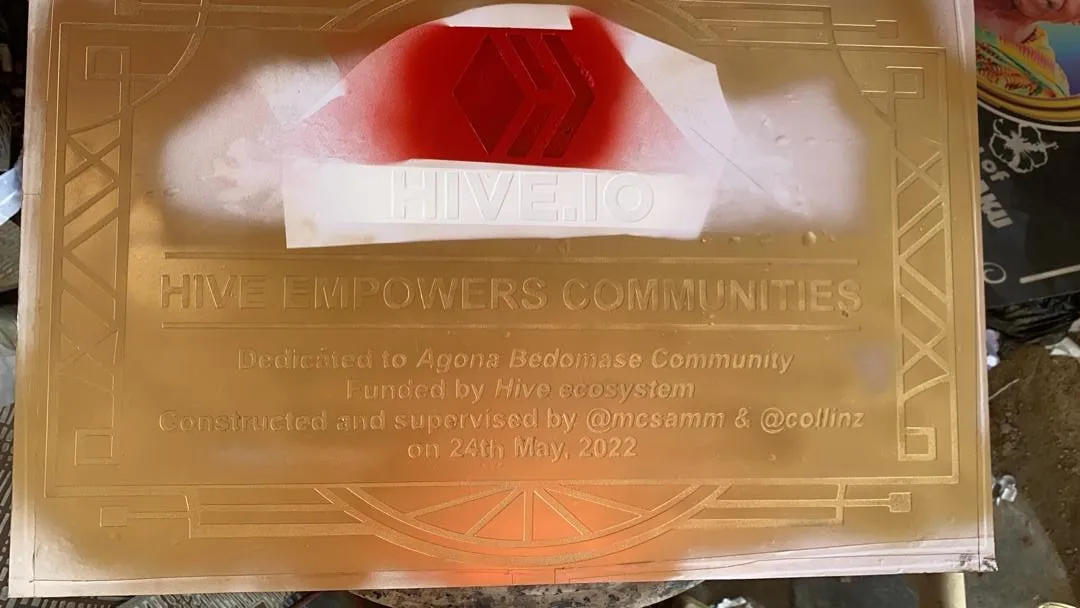 HIVE.IO
HIVE EMPOWERS COMMUNITIES
Dedicated to Agona Bedomase Community
Funded by Hive ecosystem
Constructed and supervised by @mcsamm & @collinz
on 24th May, 2022
of